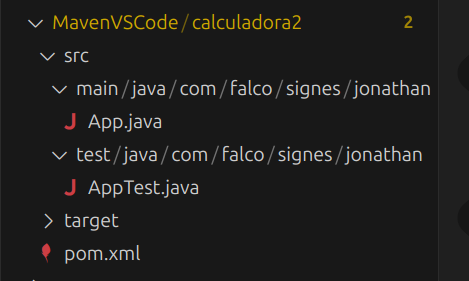 MavenVSCode/calculadora2 2
src
main/java/com/falco/signes/jonathan
J App.java
test/java/com/falco/signes/jonathan
J AppTest.java
target
pom.xml